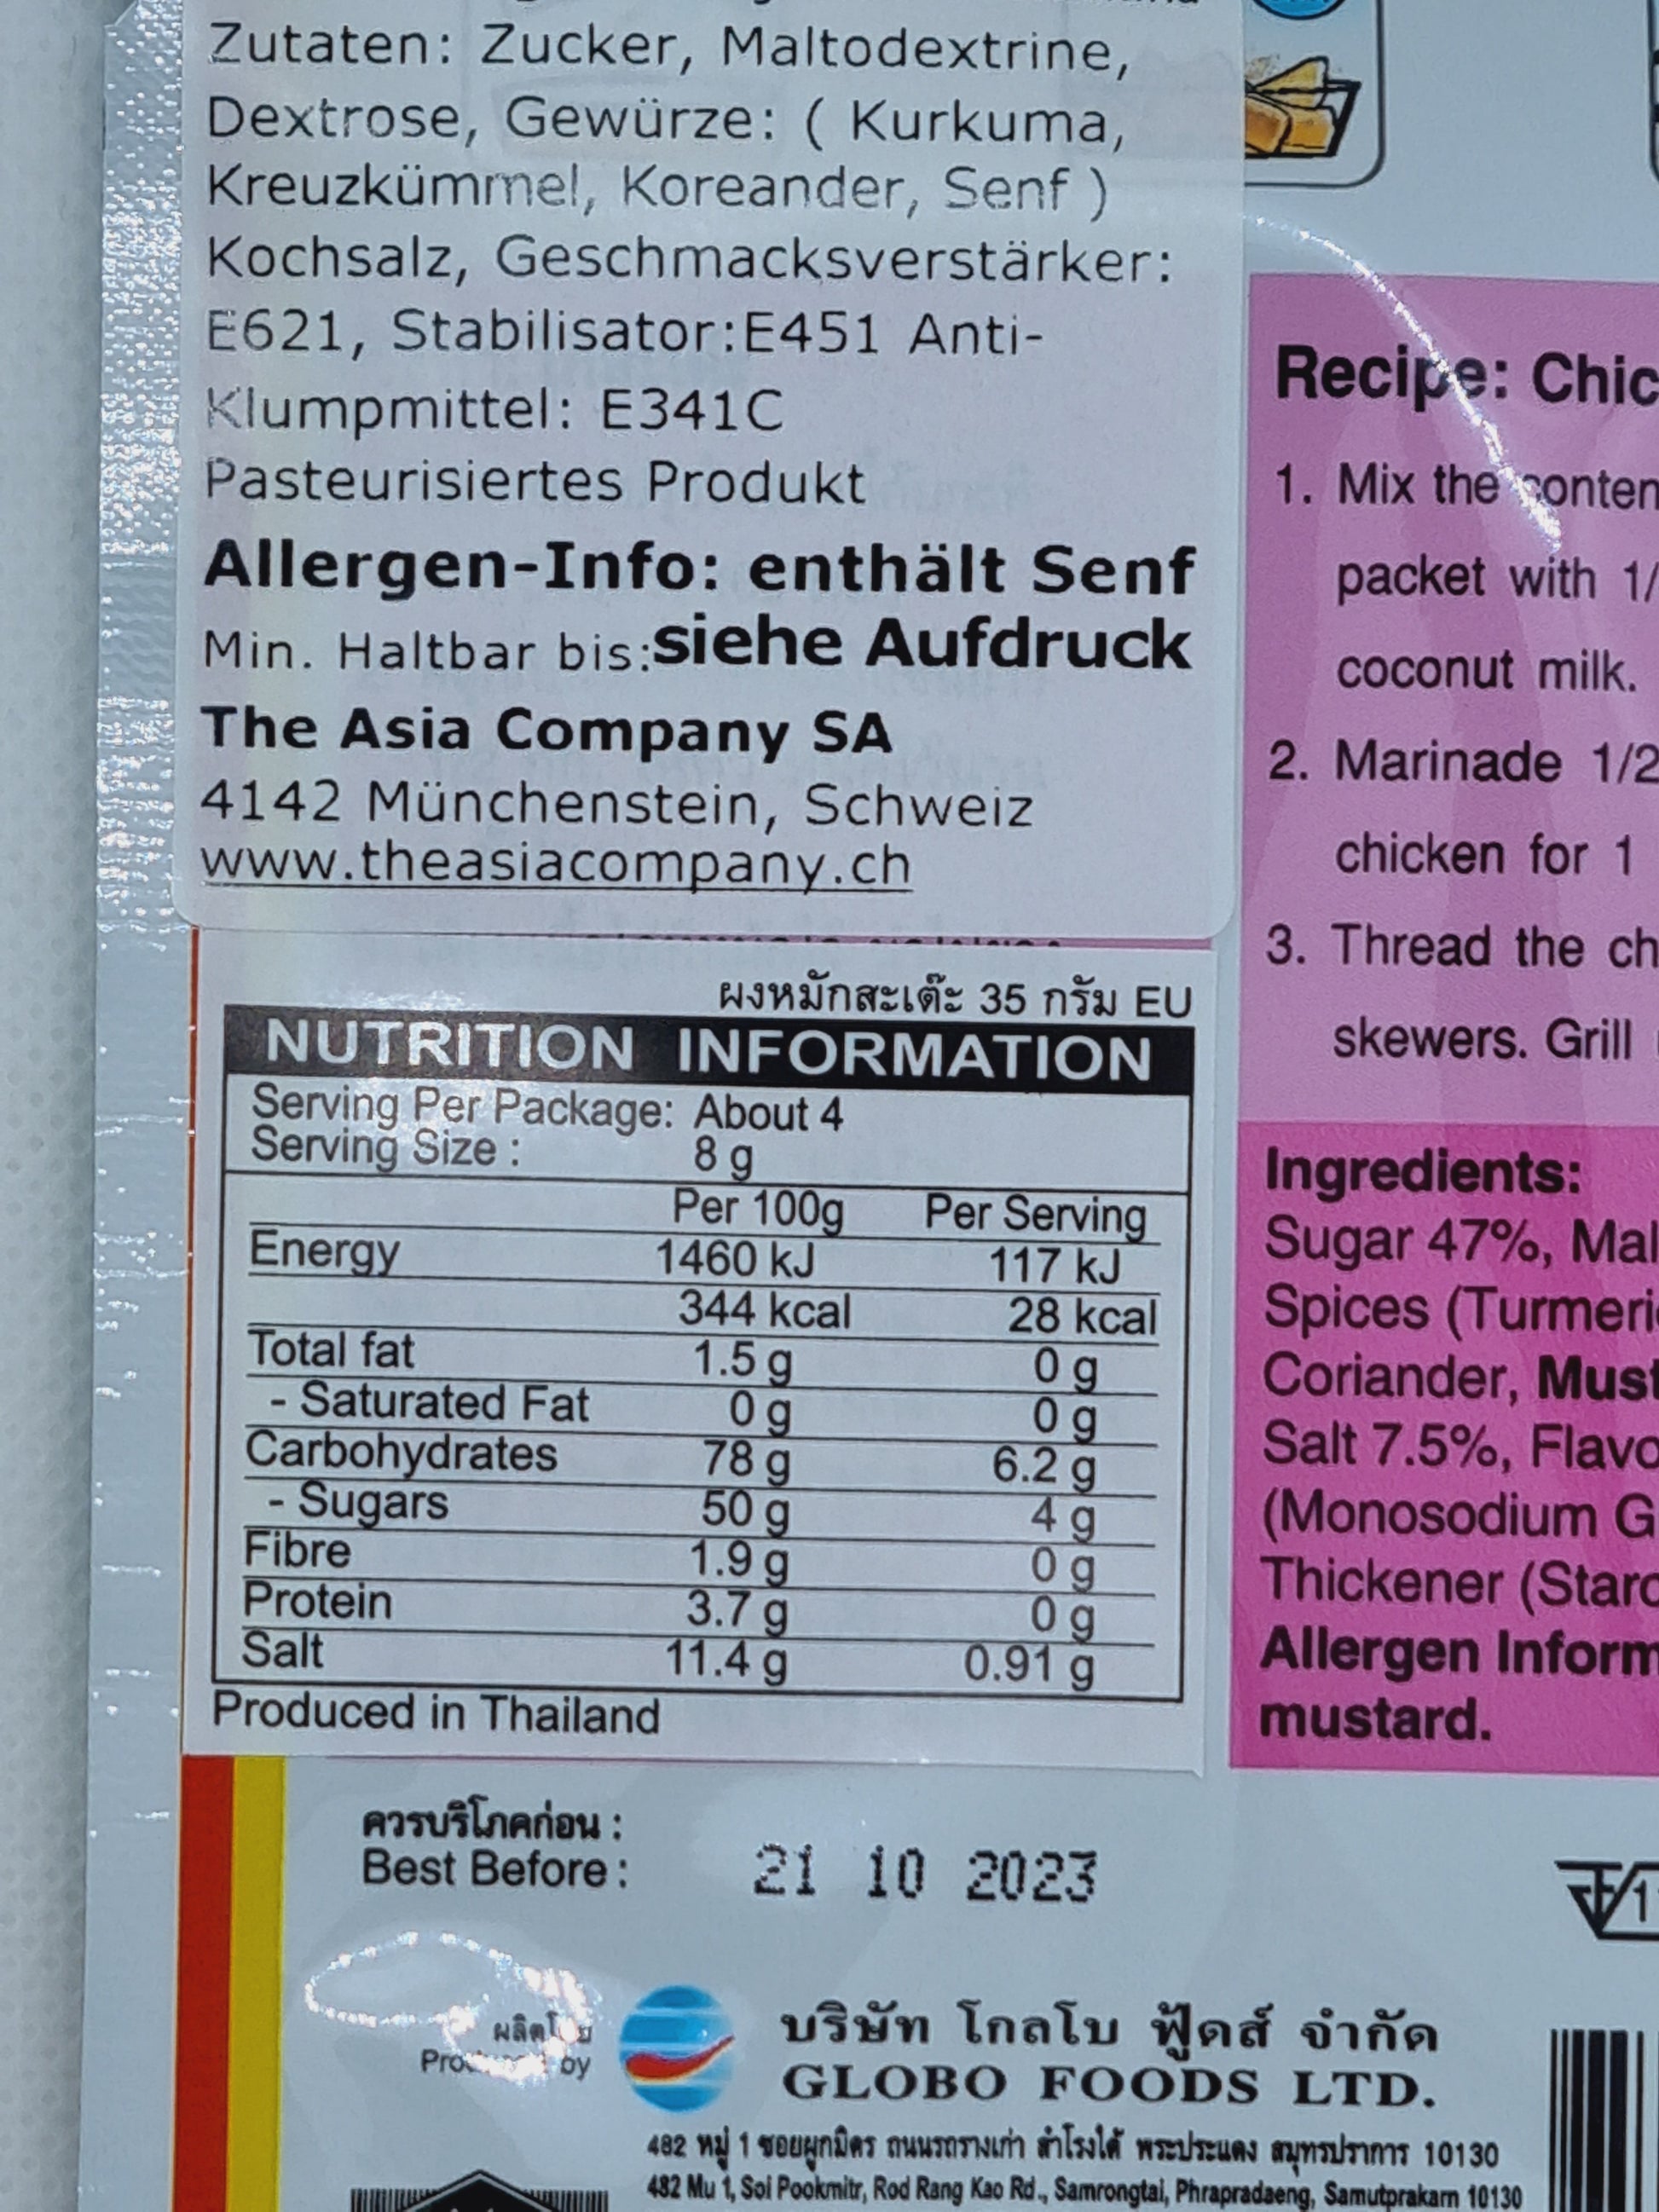 Zutaten: Zucker, Maltodextrine,
Dextrose, Gewürze: ( Kurkuma,
Kreuzkümmel, Koreander, Senf )
Kochsalz, Geschmacksverstärker:
E621, Stabilisator:E451 Anti-
Klumpmittel: E341C
Pasteurisiertes Produkt
Allergen-Info: enthält Senf
Min. Haltbar bis:siehe Aufdruck
The Asia Company SA
4142 Münchenstein, Schweiz
www.theasiacompany.ch
ผงหมักสะเต๊ะ 35 กรัม EU
NUTRITION INFORMATION
Serving Per Package: About 4
Serving Size : 8 g
Per 100g Per Serving
Energy 1460 kJ 117 kJ
344 kcal 28 kcal
Total fat 1.5 g 0 g
- Saturated Fat 0 g 0 g
Carbohydrates 78 g 6.2 g
- Sugars 50 g 4 g
Fibre 1.9 g 0 g
Protein 3.7 g 0 g
Salt 11.4 g 0.91 g
Produced in Thailand
ควรบริโภคก่อน :
Best Before : 21 10 2023
ผลิตโดย
Produced by
บริษัท โกลโบ ฟู้ดส์ จำกัด
GLOBO FOODS LTD.
482 หมู่ 1 ซอยผูกมิตร ถนนรถรางเก่า สำโรงใต้ พระประแดง สมุทรปราการ 10130
482 Mu 1, Soi Pookmitr, Rod Rang Kao Rd., Samrongtai, Phrapradaeng, Samutprakarn 10130
Recipe: Chic
1. Mix the conten
packet with 1/
coconut milk.
2. Marinade 1/2
chicken for 1
3. Thread the ch
skewers. Grill
Ingredients:
Sugar 47%, Mal
Spices (Turmeri
Coriander, Must
Salt 7.5%, Flavo
(Monosodium G
Thickener (Starc
Allergen Inform
mustard.